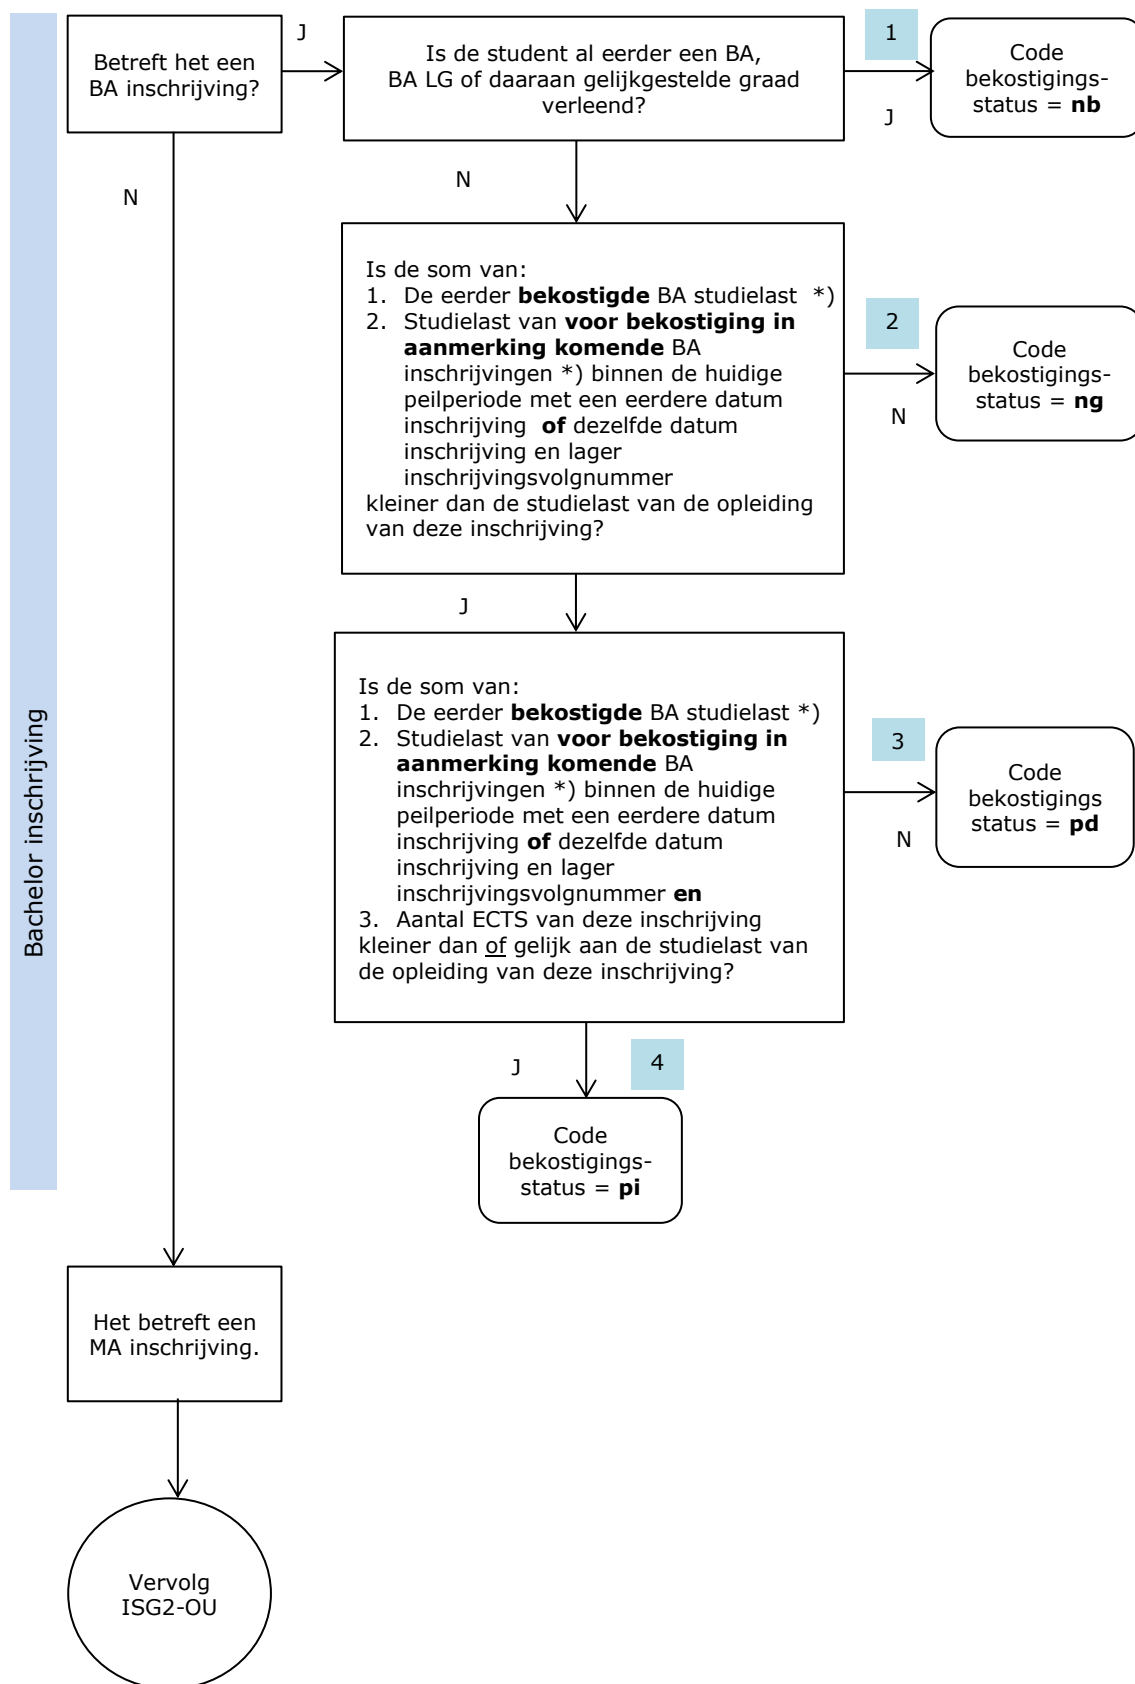 Betreft het een
BA inschrijving?
J
Is de student al eerder een BA,
BA LG of daaraan gelijkgestelde graad
verleend?
1
J
Code
bekostigings-
status = nb
N
N
Is de som van:
1. De eerder bekostigde BA studielast *)
2. Studielast van voor bekostiging in
aanmerking komende BA
inschrijvingen *) binnen de huidige
peilperiode met een eerdere datum
inschrijving of dezelfde datum
inschrijving en lager
inschrijvingsvolgnummer
kleiner dan de studielast van de opleiding
van deze inschrijving?
2
N
Code
bekostigings-
status = ng
J
Is de som van:
1. De eerder bekostigde BA studielast *)
2. Studielast van voor bekostiging in
aanmerking komende BA
inschrijvingen *) binnen de huidige
peilperiode met een eerdere datum
inschrijving of dezelfde datum
inschrijving en lager
inschrijvingsvolgnummer en
3. Aantal ECTS van deze inschrijving
kleiner dan of gelijk aan de studielast van
de opleiding van deze inschrijving?
3
N
Code
bekostigings
status = pd
Bachelor inschrijving
J
4
Code
bekostigings-
status = pi
Het betreft een
MA inschrijving.
Vervolg
ISG2-OU